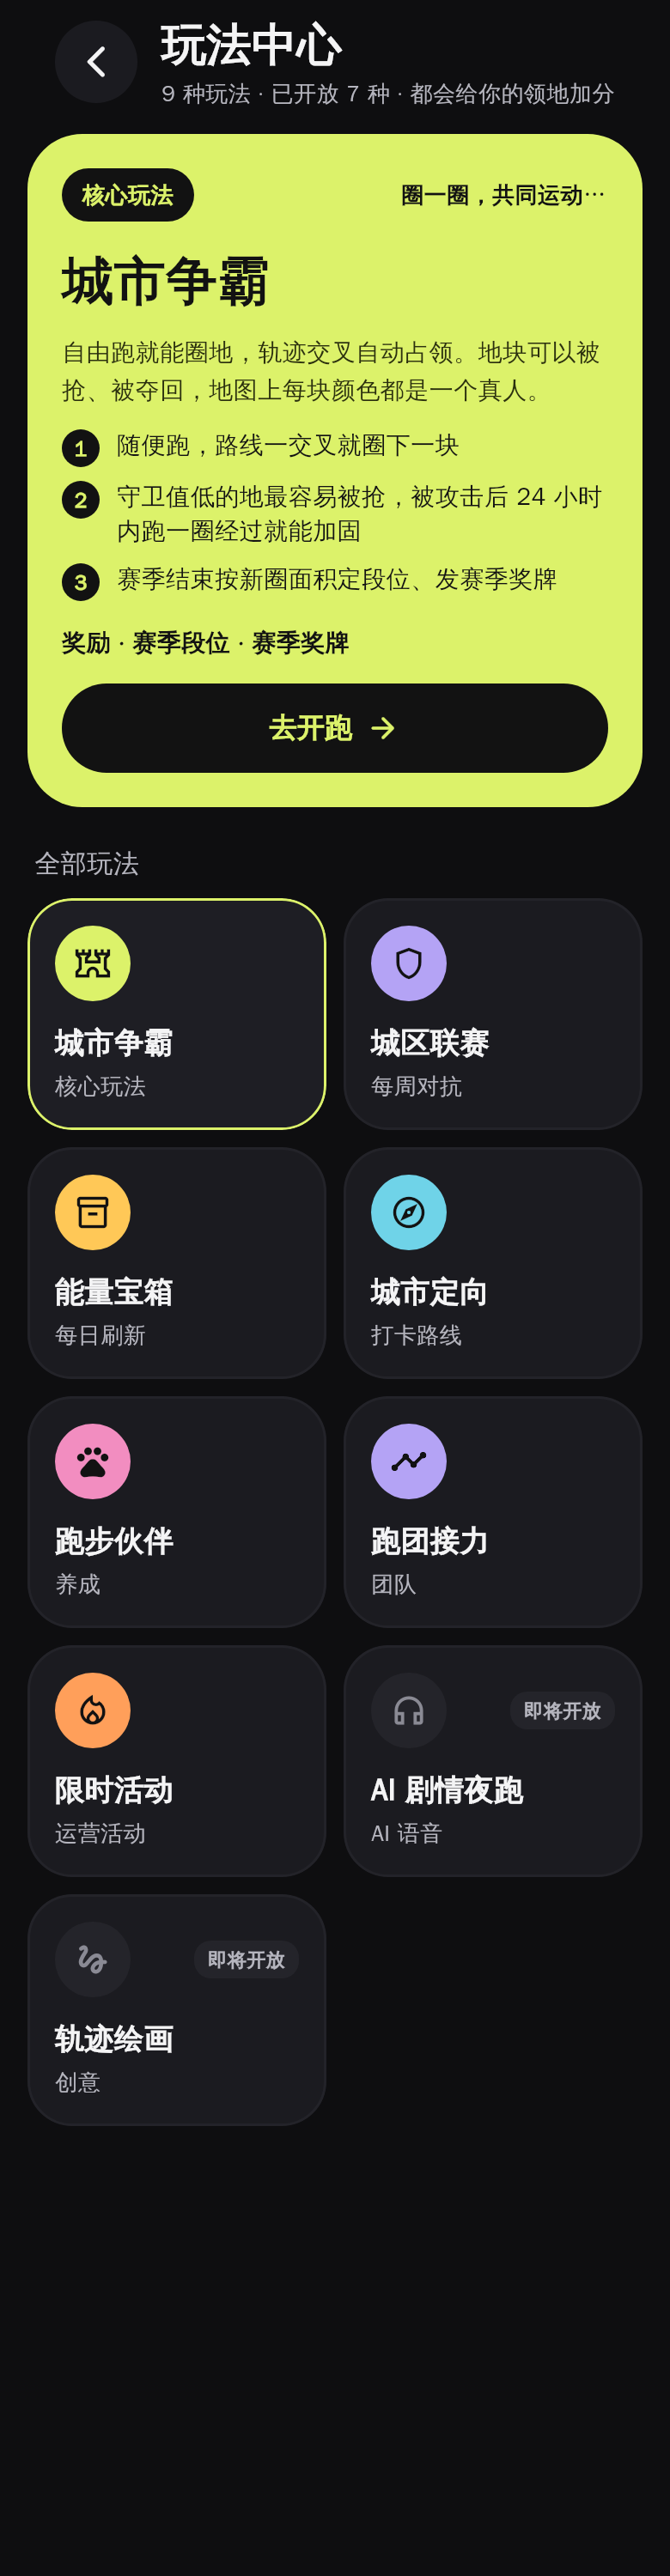 玩法中心
9 种玩法 · 已开放 7 种 · 都会给你的领地加分
核心玩法
圈一圈，共同运动…
城市争霸
自由跑就能圈地，轨迹交叉自动占领。地块可以被
抢、被夺回，地图上每块颜色都是一个真人。
1 随便跑，路线一交叉就圈下一块
2 守卫值低的地最容易被抢，被攻击后 24 小时
内跑一圈经过就能加固
3 赛季结束按新圈面积定段位、发赛季奖牌
奖励 · 赛季段位 · 赛季奖牌
去开跑
全部玩法
城市争霸
核心玩法
城区联赛
每周对抗
能量宝箱
每日刷新
城市定向
打卡路线
跑步伙伴
养成
跑团接力
团队
限时活动
运营活动
即将开放
AI 剧情夜跑
AI 语音
即将开放
轨迹绘画
创意